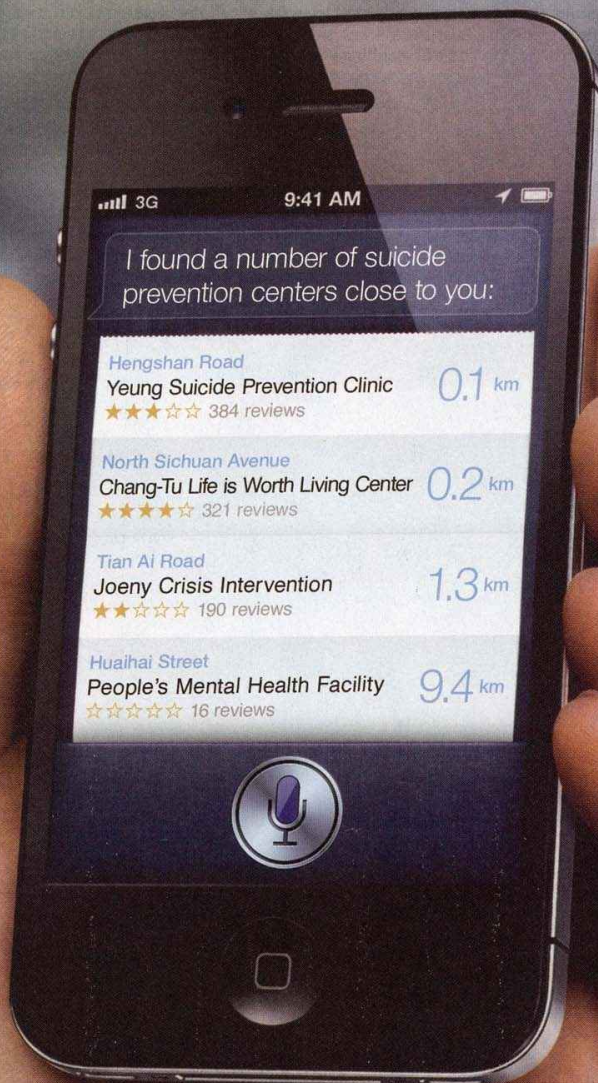 3G 9:41 AM
I found a number of suicide
prevention centers close to you:
Hengshan Road
Yeung Suicide Prevention Clinic 0.1 km
384 reviews
North Sichuan Avenue
Chang-Tu Life is Worth Living Center 0.2 km
321 reviews
Tian Ai Road
Joeny Crisis Intervention 1.3 km
190 reviews
Huaihai Street
People's Mental Health Facility 9.4 km
16 reviews